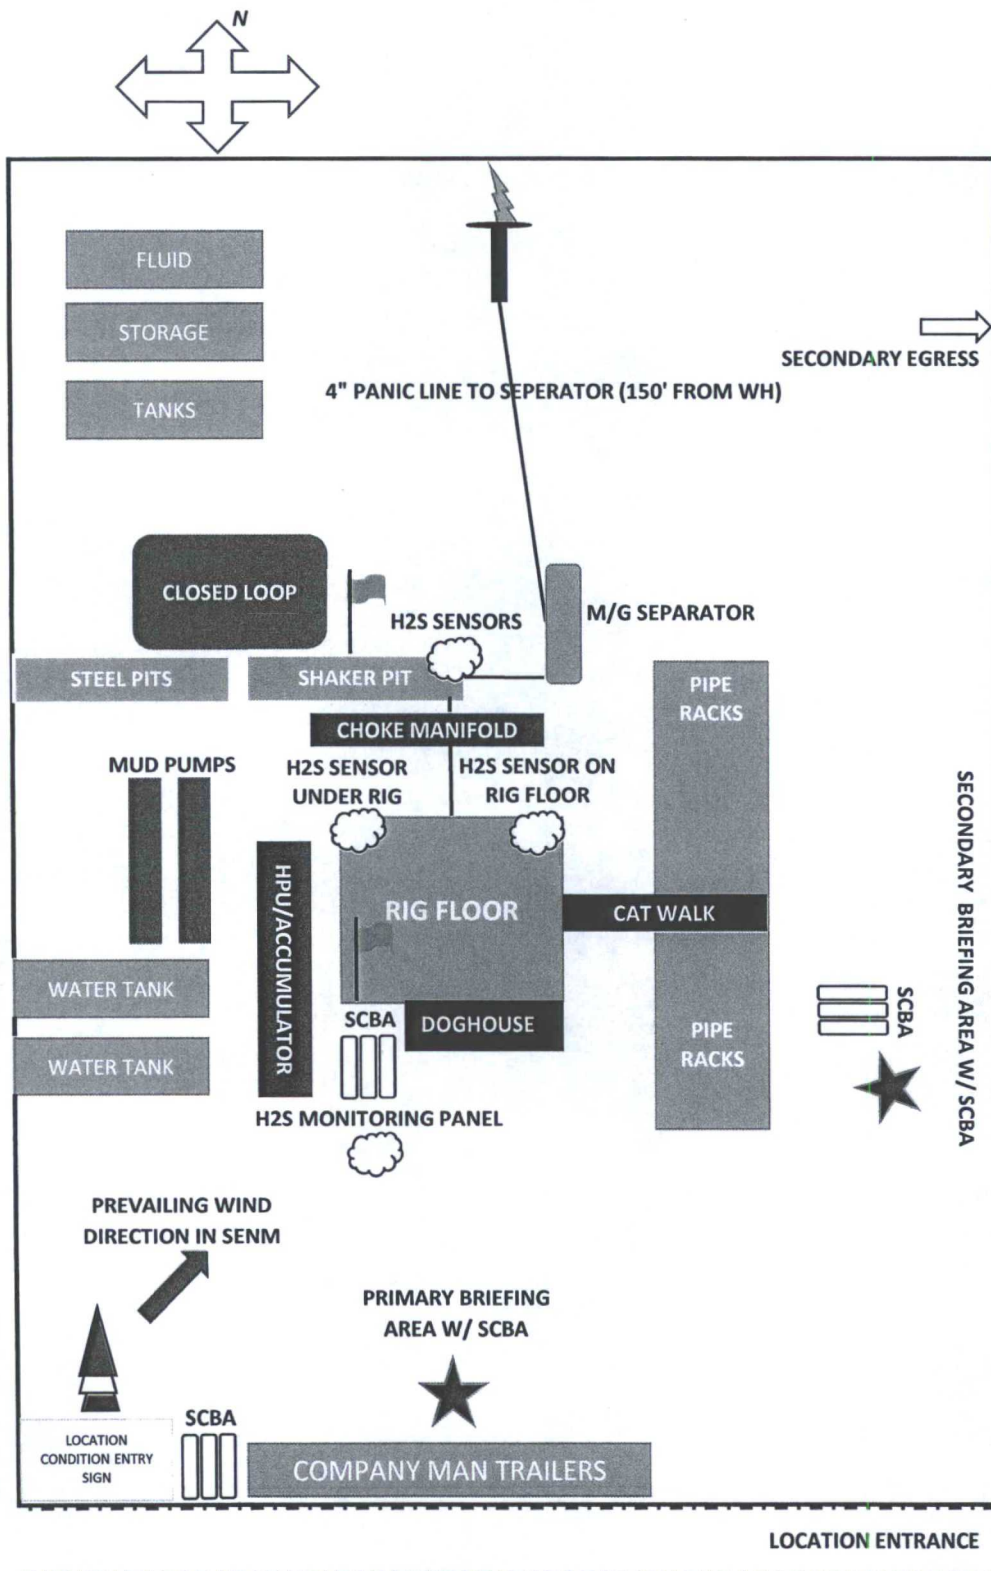 N
FLUID
STORAGE
TANKS
SECONDARY EGRESS
4" PANIC LINE TO SEPERATOR (150' FROM WH)
CLOSED LOOP
H2S SENSORS
M/G SEPARATOR
STEEL PITS
SHAKER PIT
PIPE
RACKS
CHOKE MANIFOLD
MUD PUMPS
H2S SENSOR
UNDER RIG
H2S SENSOR ON
RIG FLOOR
HPU/ACCUMULATOR
RIG FLOOR
CAT WALK
SECONDARY BRIEFING AREA W/ SCBA
WATER TANK
SCBA
DOGHOUSE
PIPE
RACKS
SCBA
WATER TANK
H2S MONITORING PANEL
PREVAILING WIND
DIRECTION IN SENM
PRIMARY BRIEFING
AREA W/ SCBA
LOCATION
CONDITION ENTRY
SIGN
SCBA
COMPANY MAN TRAILERS
LOCATION ENTRANCE